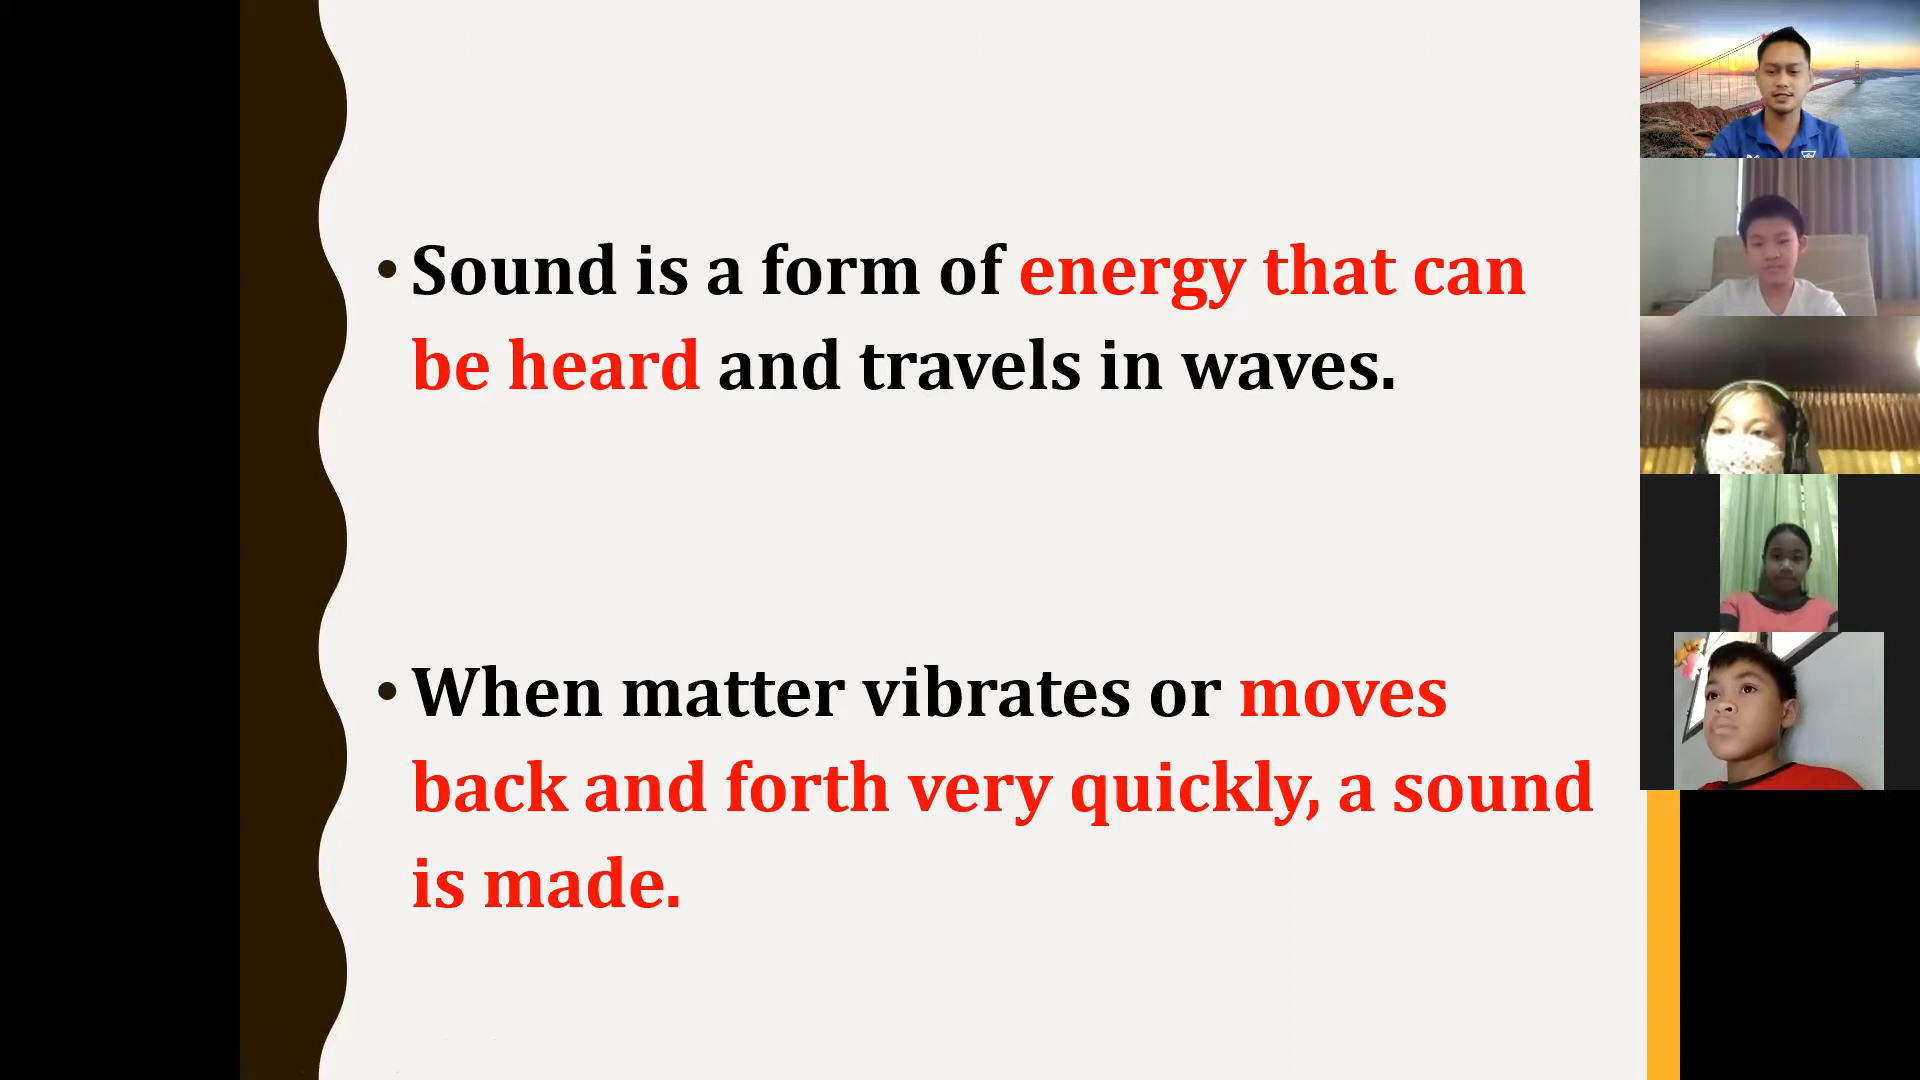 • Sound is a form of energy that can
be heard and travels in waves.
• When matter vibrates or moves
back and forth very quickly, a sound
is made.